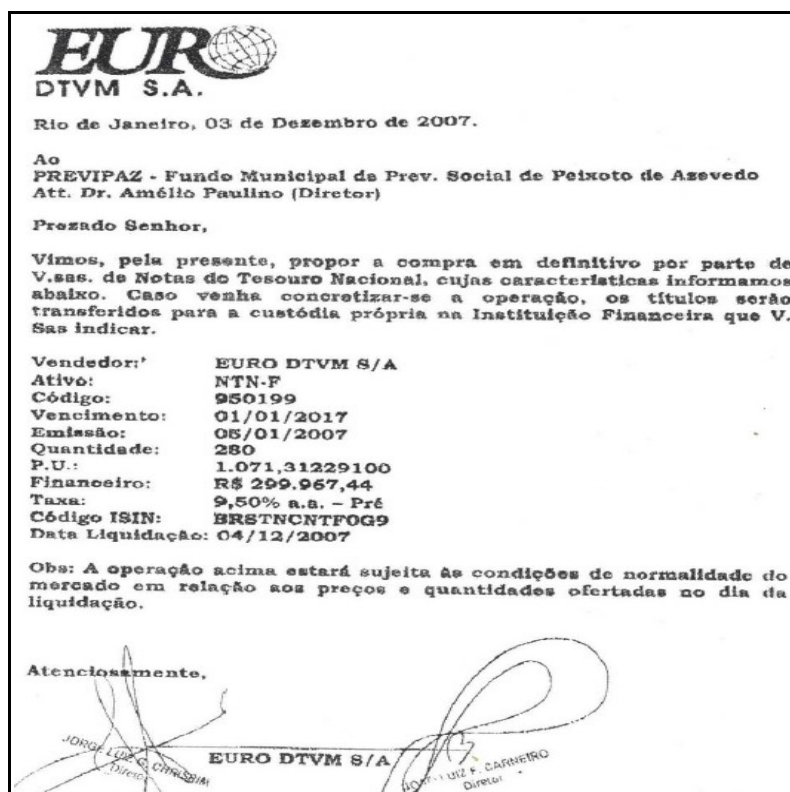 EURO
DTVM S.A.
Rio de Janeiro, 03 de Dezembro de 2007.
Ao
PREVIPAZ - Fundo Municipal de Prev. Social de Peixoto de Azevedo
Att. Dr. Amélio Paulino (Diretor)
Prezado Senhor,
Vimos, pela presente, propor a compra em definitivo por parte de
V.sas. de Notas do Tesouro Nacional, cujas características informamos
abaixo. Caso venha concretizar-se a operação, os títulos serão
transferidos para a custódia própria na Instituição Financeira que V.
Sas indicar.
Vendedor: EURO DTVM S/A
Ativo: NTN-F
Código: 950199
Vencimento: 01/01/2017
Emissão: 05/01/2007
Quantidade: 280
P.U.: 1.071,31229100
Financeiro: R$ 299.967,44
Taxa: 9,50% a.a. – Pré
Código ISIN: BRSTNCNTF0G9
Data Liquidação: 04/12/2007
Obs: A operação acima estará sujeita às condições de normalidade do
mercado em relação aos preços e quantidades ofertadas no dia da
liquidação.
Atenciosamente,
EURO DTVM S/A
JORGE LUIZ G. CHRISPIM
Diretor
LUIZ F. CARNEIRO
Diretor